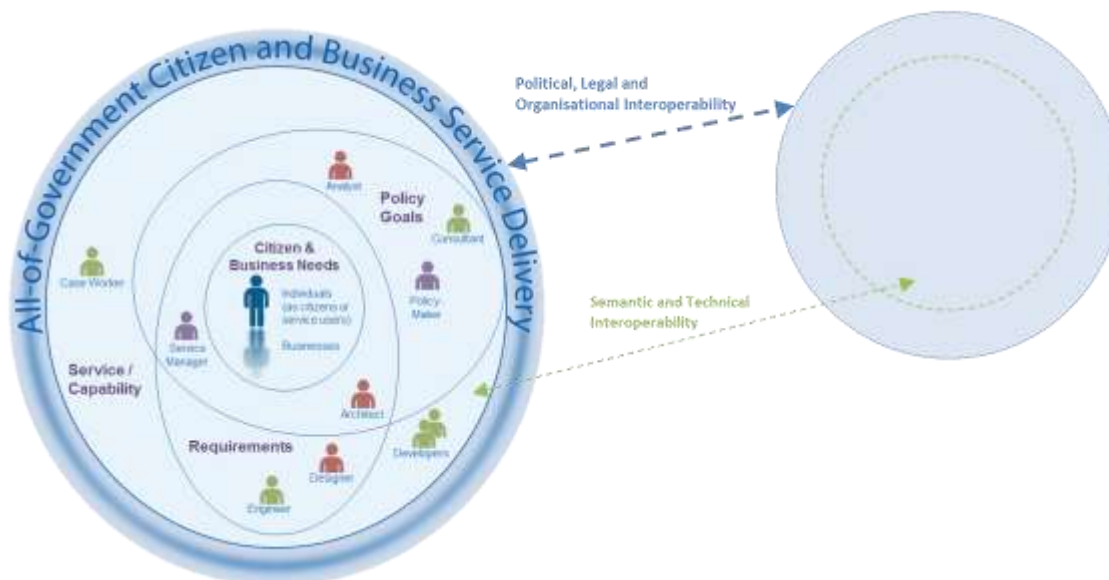 All-of-Government Citizen and Business Service Delivery
Political, Legal and
Organisational Interoperability
Analyst
Policy
Goals
Consultant
Citizen &
Business Needs
Case Worker
Individuals
(as citizens or
service users)
Policy
Maker
Semantic and Technical
Interoperability
Service
Manager
Businesses
Service /
Capability
Architect
Requirements
Developers
Designer
Engineer